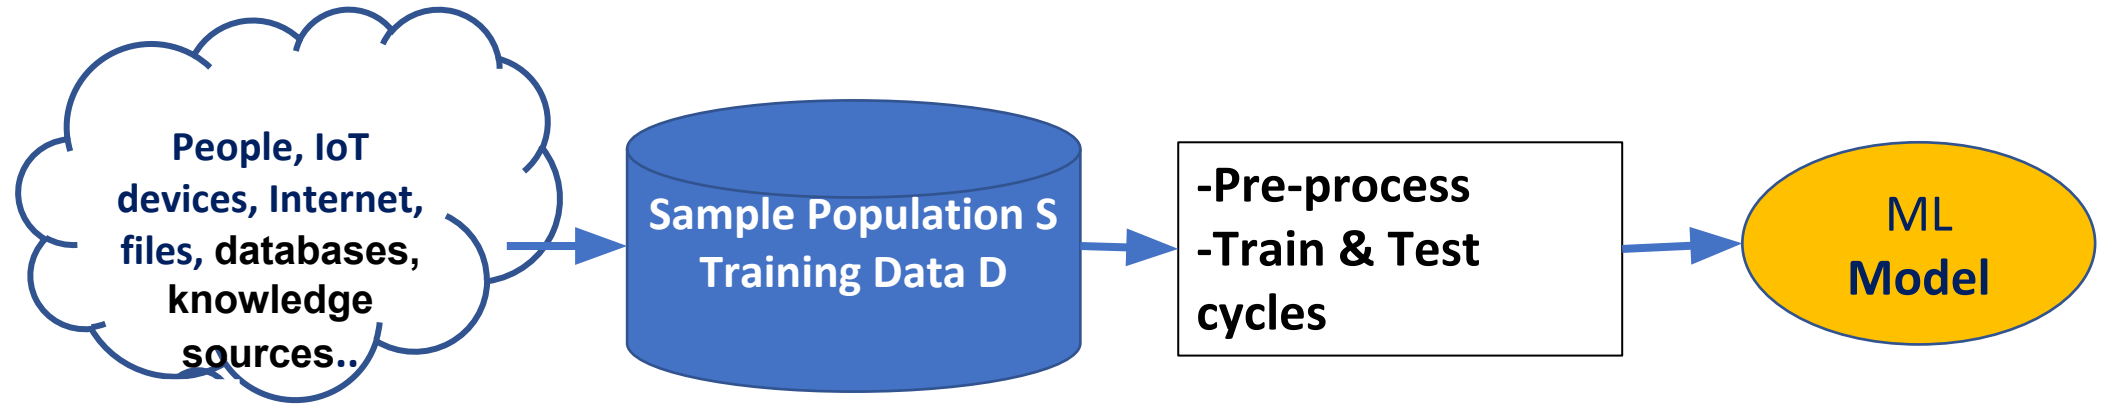 People, IoT
devices, Internet,
files, databases,
knowledge
sources..
Sample Population S
Training Data D
-Pre-process
-Train & Test
cycles
ML
Model